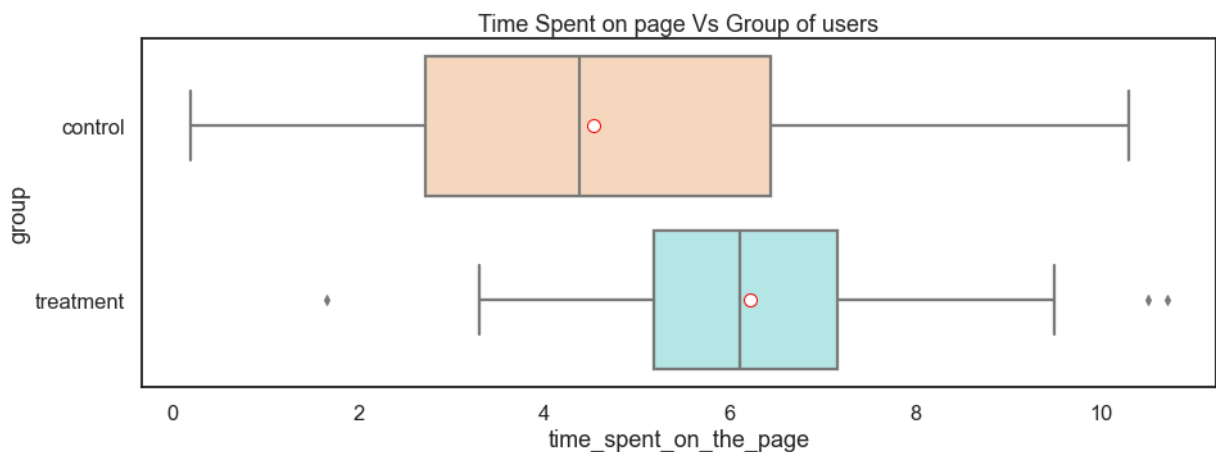 Time Spent on page Vs Group of users
group
control
treatment
0 2 4 6 8 10
time_spent_on_the_page